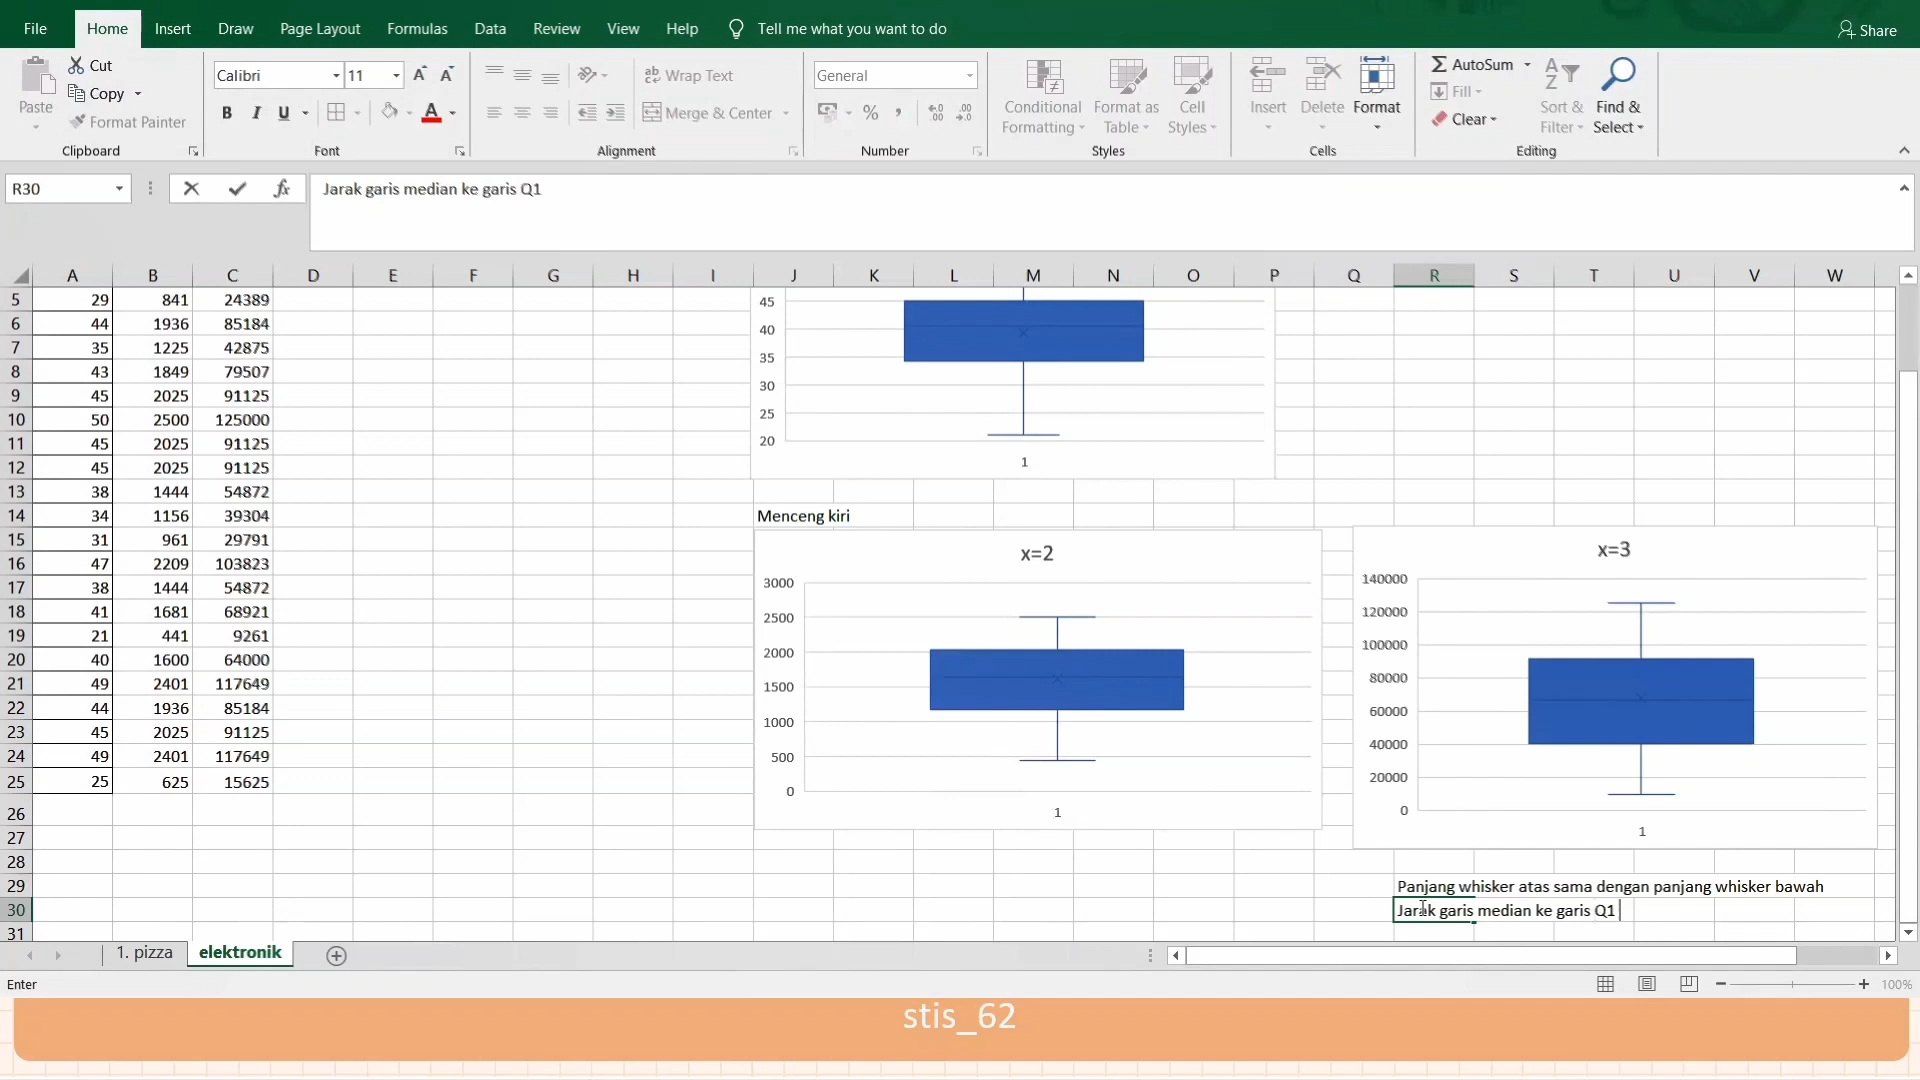 File Home Insert Draw Page Layout Formulas Data Review View Help Tell me what you want to do Share
Paste Cut Copy Format Painter Clipboard
Calibri 11 A A B I U A Font
Wrap Text Merge & Center Alignment
General % , Number
Conditional Formatting Format as Table Cell Styles Styles
Insert Delete Format Cells
AutoSum Fill Clear Sort & Filter Find & Select Editing
R30 fx Jarak garis median ke garis Q1
A B C D E F G H I J K L M N O P Q R S T U V W
5 29 841 24389
6 44 1936 85184
7 35 1225 42875
8 43 1849 79507
9 45 2025 91125
10 50 2500 125000
11 45 2025 91125
12 45 2025 91125
13 38 1444 54872
14 34 1156 39304
15 31 961 29791
16 47 2209 103823
17 38 1444 54872
18 41 1681 68921
19 21 441 9261
20 40 1600 64000
21 49 2401 117649
22 44 1936 85184
23 45 2025 91125
24 49 2401 117649
25 25 625 15625
26
27
28
29
30
31
45
40
35
30
25
20
1
Menceng kiri
x=2
3000
2500
2000
1500
1000
500
0
1
x=3
140000
120000
100000
80000
60000
40000
20000
0
1
Panjang whisker atas sama dengan panjang whisker bawah
Jarak garis median ke garis Q1
1. pizza elektronik
Enter 100%
stis_62